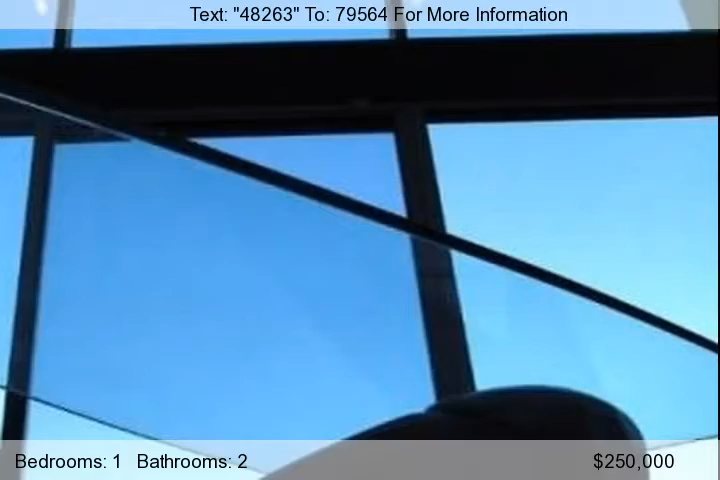 Text: "48263" To: 79564 For More Information
Bedrooms: 1 Bathrooms: 2 $250,000